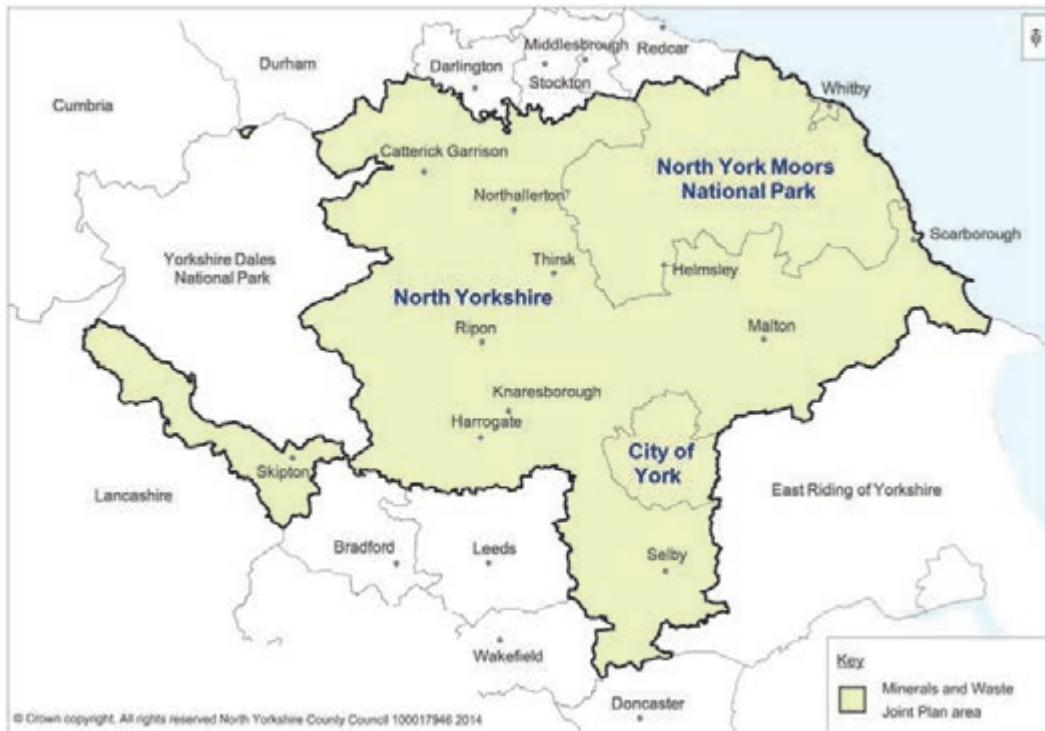 Middlesbrough
Redcar
Durham
Darlington
Stockton
Cumbria
Whitby
Catterick Garrison
North York Moors
National Park
Northallerton
Scarborough
Yorkshire Dales
National Park
Thirsk
Helmsley
North Yorkshire
Ripon
Malton
Knaresborough
Harrogate
City of
York
Skipton
East Riding of Yorkshire
Lancashire
Bradford
Leeds
Selby
Wakefield
Key
Minerals and Waste
Joint Plan area
Doncaster
© Crown copyright. All rights reserved North Yorkshire County Council 100017946 2014